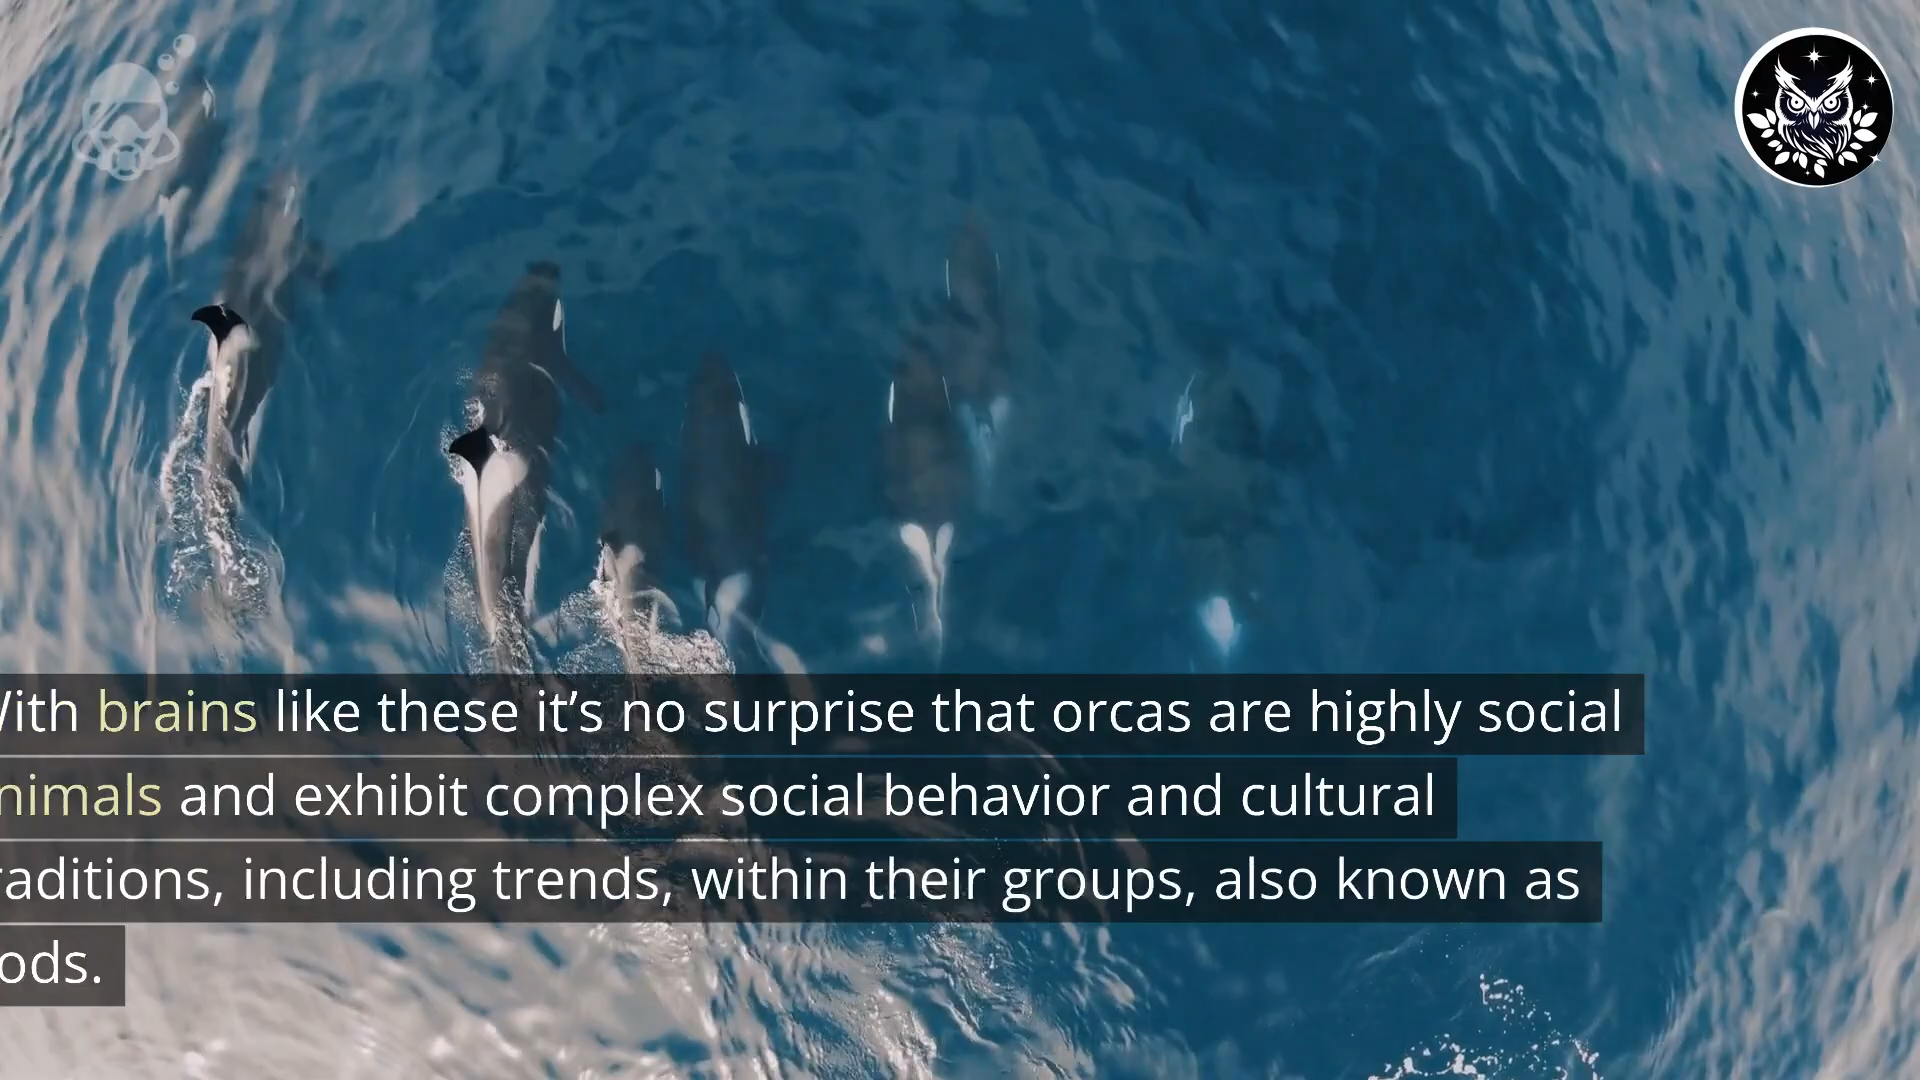 With brains like these it’s no surprise that orcas are highly social
nimals and exhibit complex social behavior and cultural
raditions, including trends, within their groups, also known as
ods.